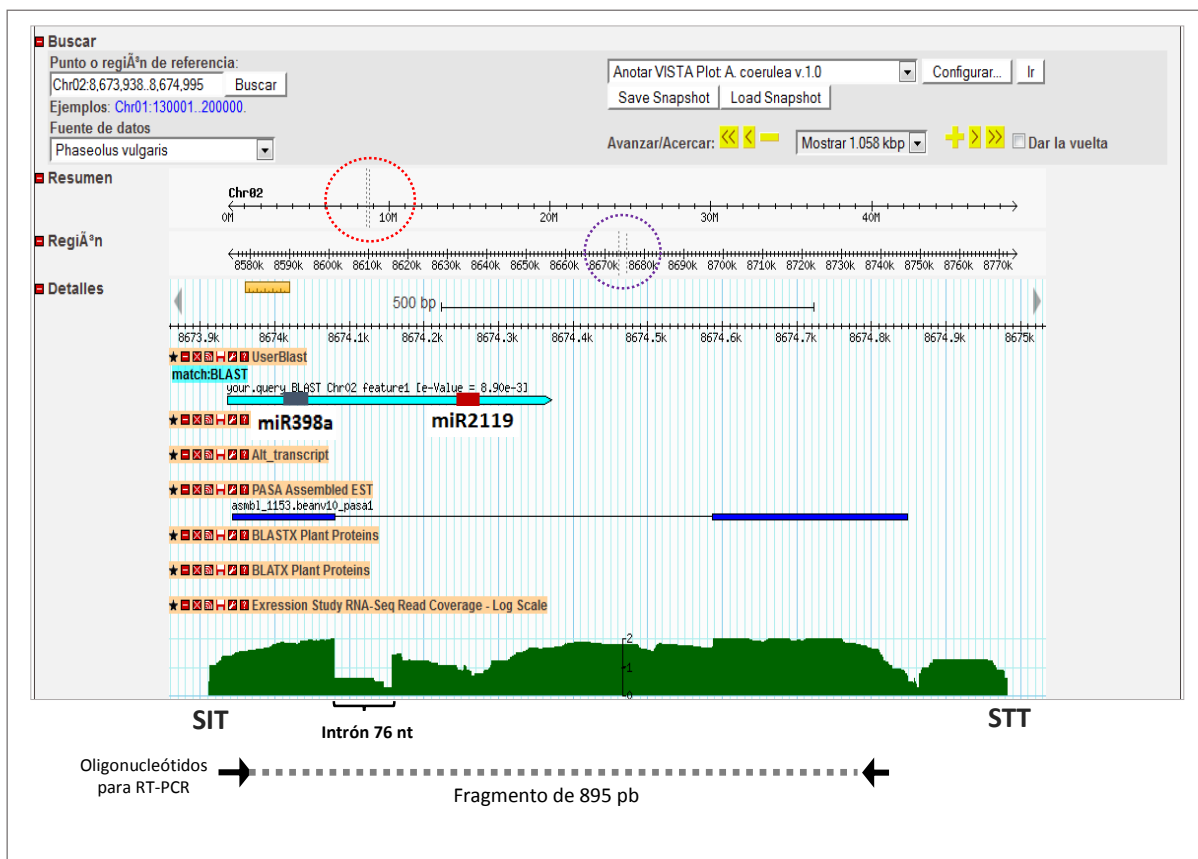 Buscar
Punto o regiÃªn de referencia:
Chr02:8,673,938..8,674,995 Buscar
Ejemplos: Chr01:130001..200000.
Fuente de datos
Phaseolus vulgaris
Anotar VISTA Plot: A. coerulea v.1.0 Configurar... Ir
Save Snapshot Load Snapshot
Avanzar/Acercar: Mostrar 1.058 kbp Dar la vuelta
Resumen
Chr02
0M 10M 20M 30M 40M
RegiÃªn
8580k 8590k 8600k 8610k 8620k 8630k 8640k 8650k 8660k 8670k 8680k 8690k 8700k 8710k 8720k 8730k 8740k 8750k 8760k 8770k
Detalles
500 bp
8673.9k 8674k 8674.1k 8674.2k 8674.3k 8674.4k 8674.5k 8674.6k 8674.7k 8674.8k 8674.9k 8675k
UserBlast
match:BLAST
your.query BLAST Chr02 feature1 [e-Value = 8.90e-3]
miR398a miR2119
Alt_transcript
PASA Assembled EST
asmbl_1153.beanv10_pasa1
BLASTX Plant Proteins
BLATX Plant Proteins
Exression Study RNA-Seq Read Coverage - Log Scale
2
1
0
SIT STT
Intrón 76 nt
Oligonucleótidos
para RT-PCR
Fragmento de 895 pb